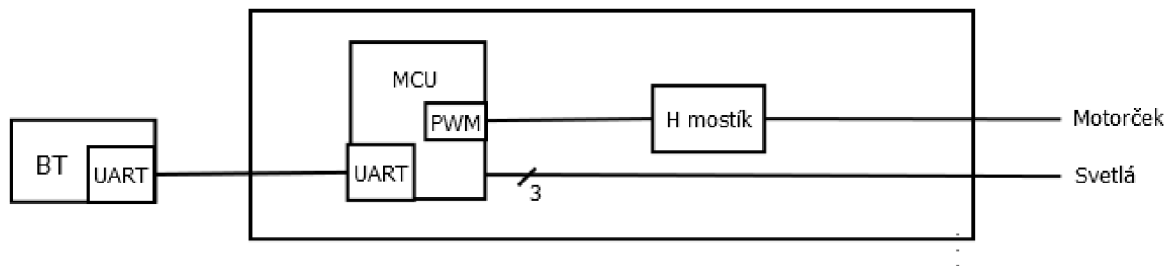 MCU
PWM
H mostík
Motorček
BT
UART
UART
Svetlá
3